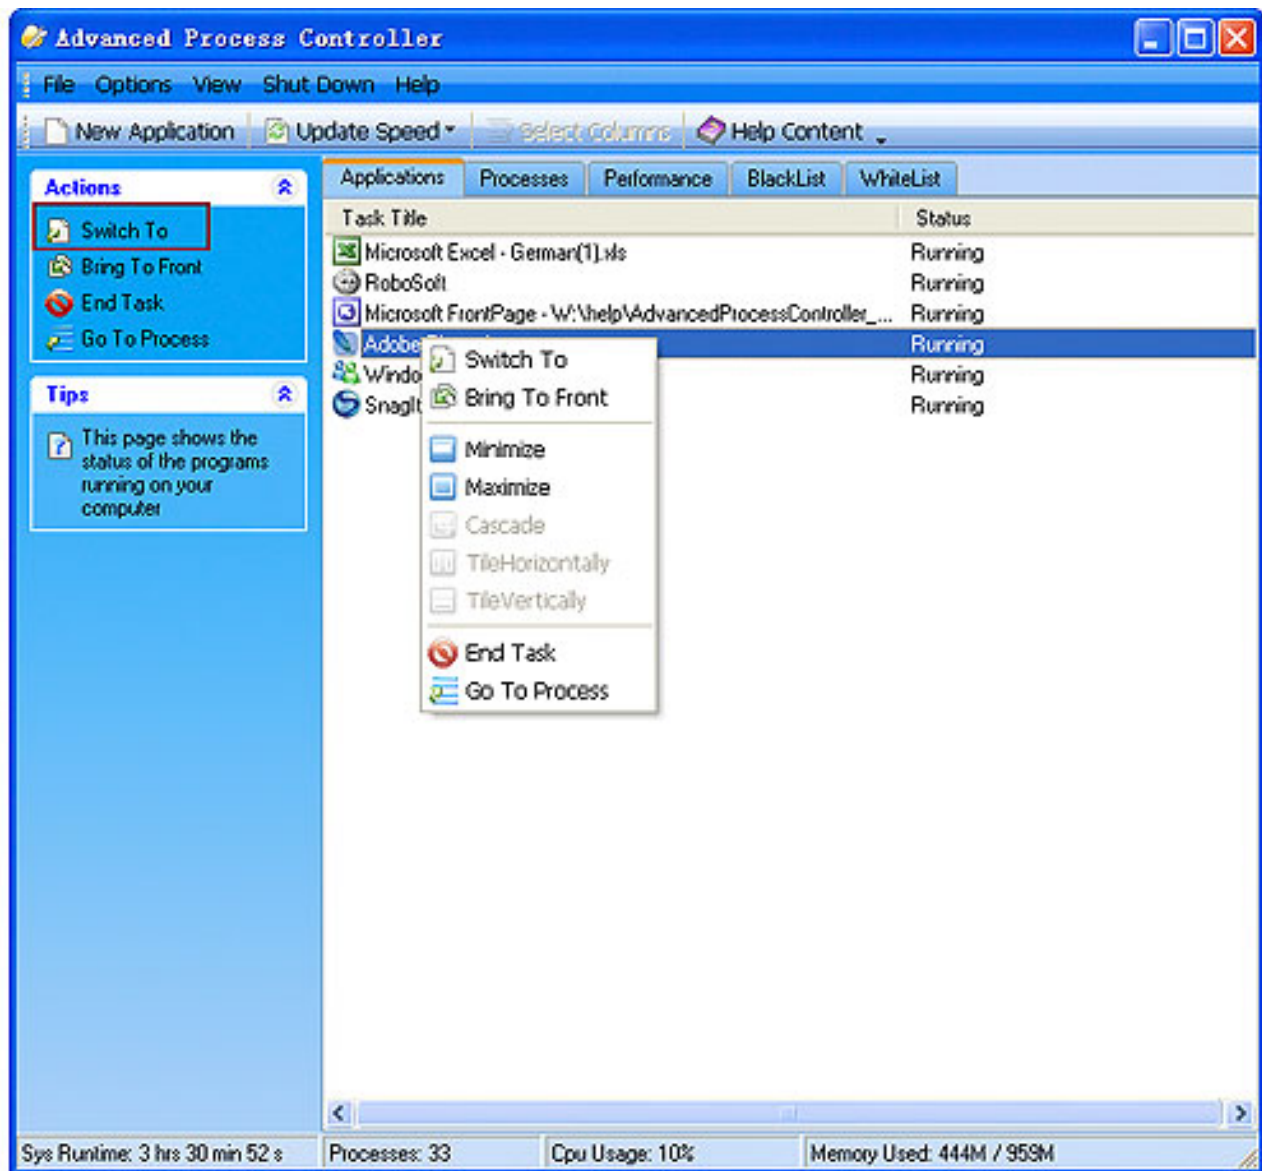 Advanced Process Controller
File Options View Shut Down Help
New Application Update Speed Select Columns Help Content
Actions
Switch To
Bring To Front
End Task
Go To Process
Tips
This page shows the
status of the programs
running on your
computer
Applications Processes Performance BlackList WhiteList
Task Title Status
Microsoft Excel - German(1).xls Running
RoboSoft Running
Microsoft FrontPage - W:\help\AdvancedProcessController_... Running
Adobe Running
Windo Running
SnagIt Running
Switch To
Bring To Front
Minimize
Maximize
Cascade
TileHorizontally
TileVertically
End Task
Go To Process
Sys Runtime: 3 hrs 30 min 52 s Processes: 33 Cpu Usage: 10% Memory Used: 444M / 959M